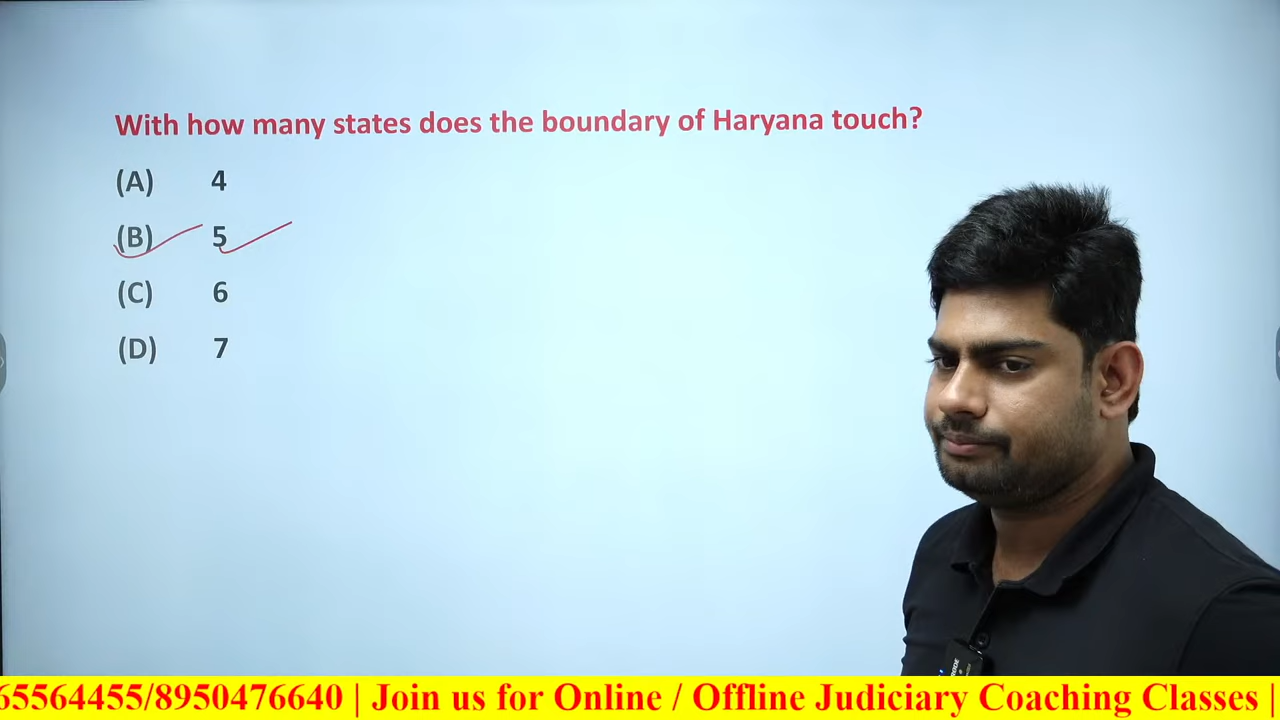 With how many states does the boundary of Haryana touch?
(A) 4
(B) 5
(C) 6
(D) 7
65564455/8950476640 | Join us for Online / Offline Judiciary Coaching Classes |